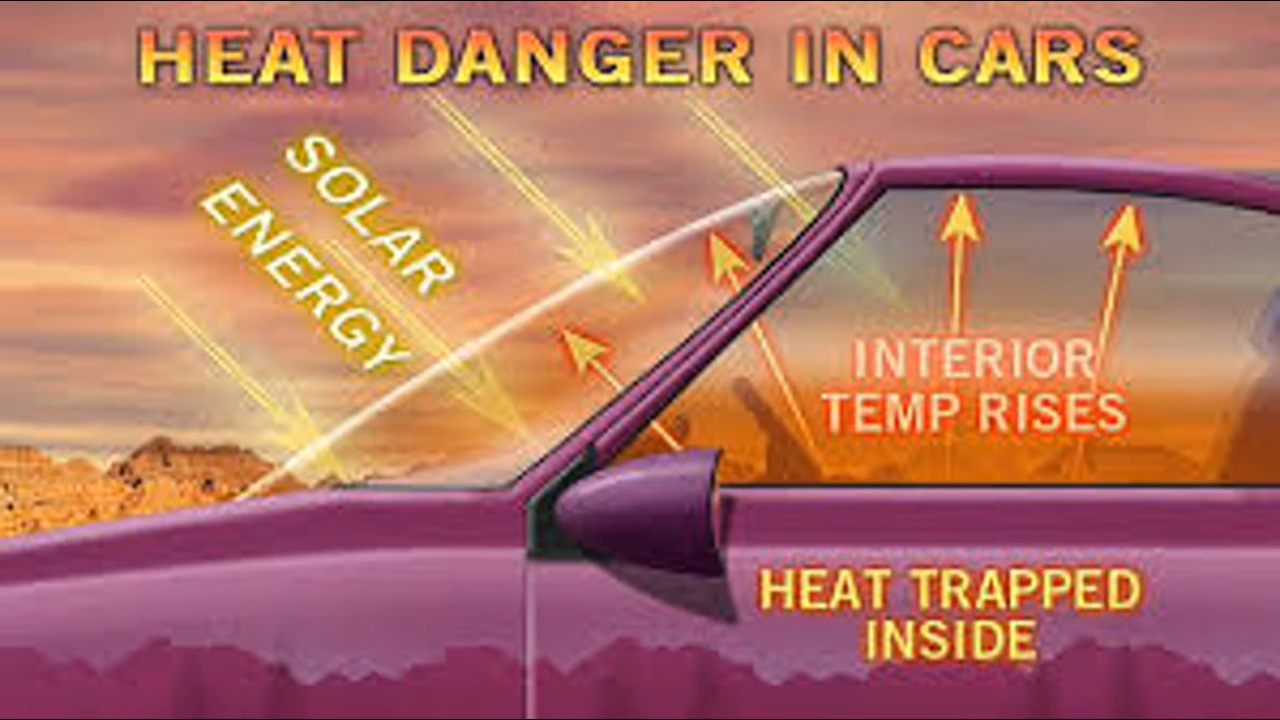 HEAT DANGER IN CARS
SOLAR
ENERGY
INTERIOR
TEMP RISES
HEAT TRAPPED
INSIDE